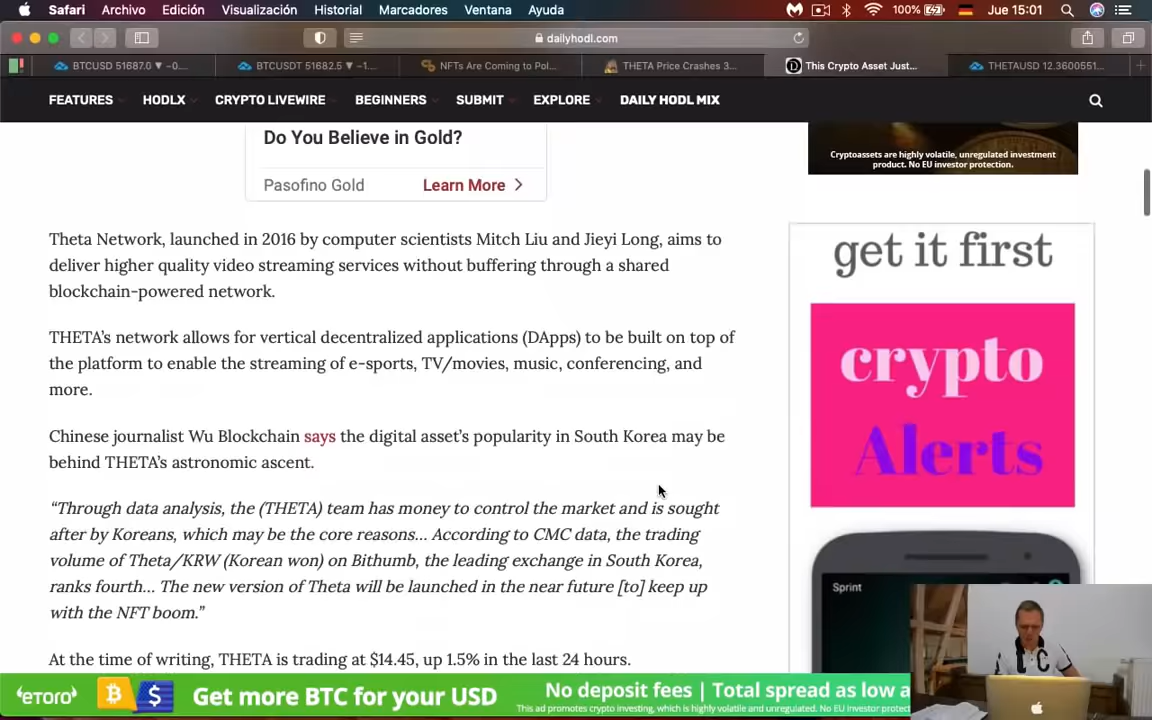 Safari Archivo Edición Visualización Historial Marcadores Ventana Ayuda 100% Jue 15:01
dailyhodl.com
BTCUSD 51687.0 ▼ −0.... BTCUSDT 51682.5 ▼ −1.... NFTs Are Coming to Pol... THETA Price Crashes 3... This Crypto Asset Just... THETAUSD 12.3600551...
FEATURES HODLX CRYPTO LIVEWIRE BEGINNERS SUBMIT EXPLORE DAILY HODL MIX
Do You Believe in Gold?
Pasofino Gold Learn More
Cryptoassets are highly volatile, unregulated investment
product. No EU investor protection.
Theta Network, launched in 2016 by computer scientists Mitch Liu and Jieyi Long, aims to
deliver higher quality video streaming services without buffering through a shared
blockchain-powered network.
THETA’s network allows for vertical decentralized applications (DApps) to be built on top of
the platform to enable the streaming of e-sports, TV/movies, music, conferencing, and
more.
Chinese journalist Wu Blockchain says the digital asset’s popularity in South Korea may be
behind THETA’s astronomic ascent.
“Through data analysis, the (THETA) team has money to control the market and is sought
after by Koreans, which may be the core reasons… According to CMC data, the trading
volume of Theta/KRW (Korean won) on Bithumb, the leading exchange in South Korea,
ranks fourth… The new version of Theta will be launched in the near future [to] keep up
with the NFT boom.”
At the time of writing, THETA is trading at $14.45, up 1.5% in the last 24 hours.
get it first
crypto
Alerts
Sprint
eToro Get more BTC for your USD
No deposit fees | Total spread as low a
This ad promotes crypto investing, which is highly volatile and unregulated. No EU investor protect
L C